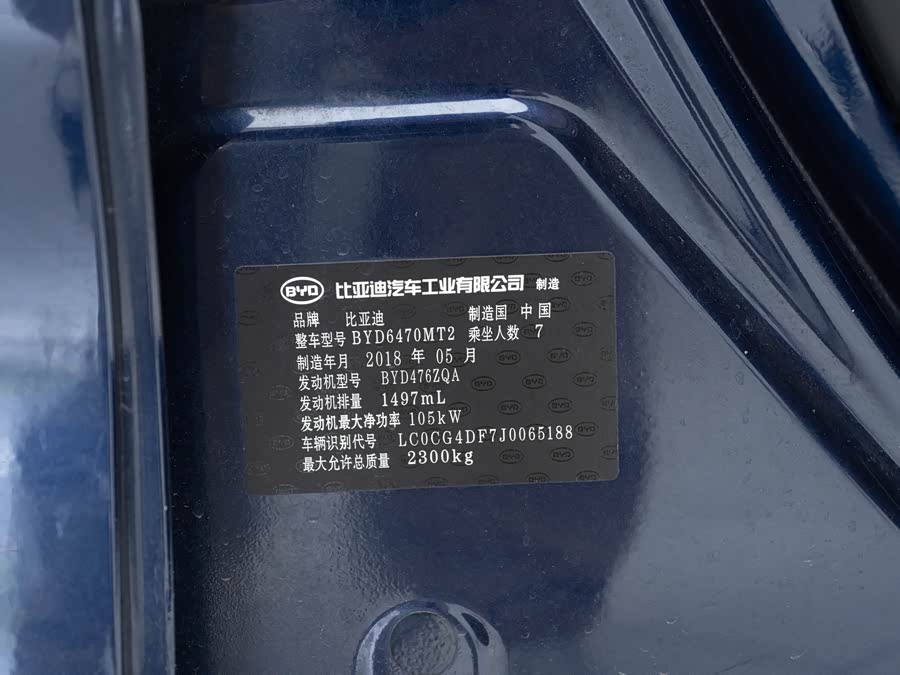 BYD 比亚迪汽车工业有限公司 制造
品牌 比亚迪 制造国 中国
整车型号 BYD6470MT2 乘坐人数 7
制造年月 2018 年 05 月
发动机型号 BYD476ZQA
发动机排量 1497mL
发动机最大净功率 105kW
车辆识别代号 LC0CG4DF7J0065188
最大允许总质量 2300kg